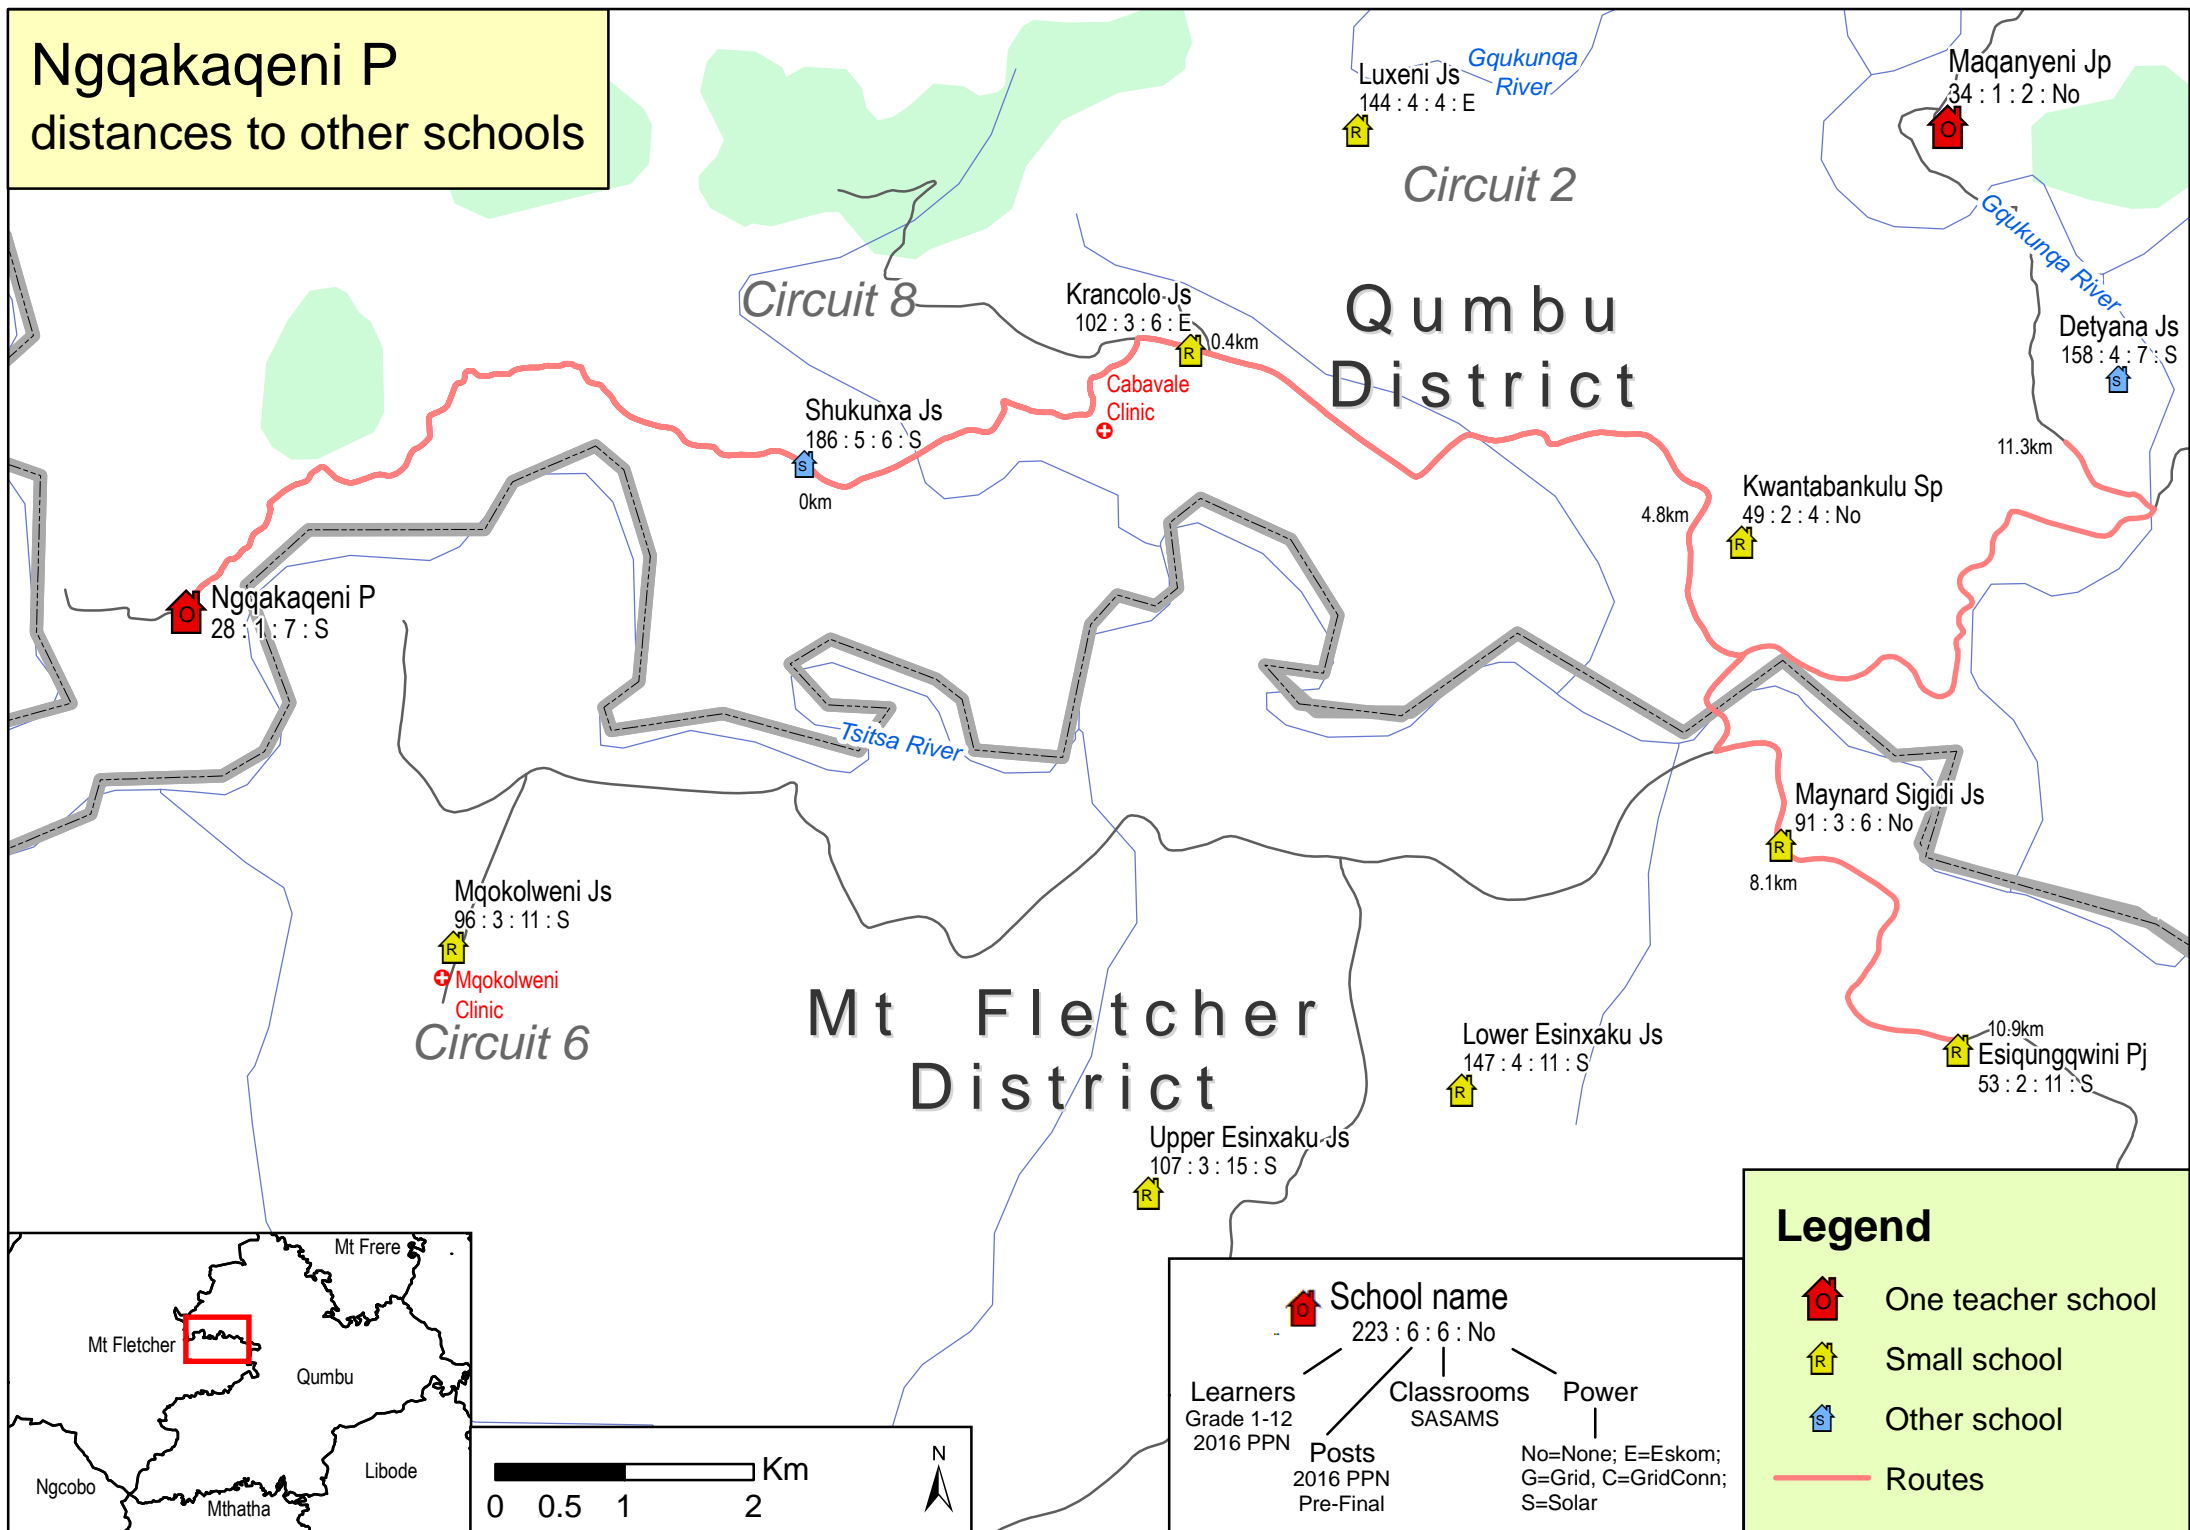 Ngqakaqeni P
distances to other schools
Luxeni Js
144 : 4 : 4 : E
Gqukunqa
River
Maqanyeni Jp
34 : 1 : 2 : No
Circuit 2
Gqukunqa River
Circuit 8
Krancolo Js
102 : 3 : 6 : E
0.4km
Qumbu
District
Detyana Js
158 : 4 : 7 : S
Cabavale
Clinic
Shukunxa Js
186 : 5 : 6 : S
0km
11.3km
Kwantabankulu Sp
49 : 2 : 4 : No
4.8km
Ngqakaqeni P
28 : 1 : 7 : S
Tsitsa River
Maynard Sigidi Js
91 : 3 : 6 : No
8.1km
Mqokolweni Js
96 : 3 : 11 : S
Mqokolweni
Clinic
Circuit 6
Mt Fletcher
District
Lower Esinxaku Js
147 : 4 : 11 : S
10.9km
Esiqungqwini Pj
53 : 2 : 11 : S
Upper Esinxaku Js
107 : 3 : 15 : S
Mt Frere
Mt Fletcher
Qumbu
Ngcobo
Libode
Mthatha
Km
0 0.5 1 2
N
School name
223 : 6 : 6 : No
Learners
Grade 1-12
2016 PPN
Posts
2016 PPN
Pre-Final
Classrooms
SASAMS
Power
No=None; E=Eskom;
G=Grid, C=GridConn;
S=Solar
Legend
O One teacher school
R Small school
S Other school
Routes
O
R
O
R
S
S
R
O
R
R
R
R
R
O